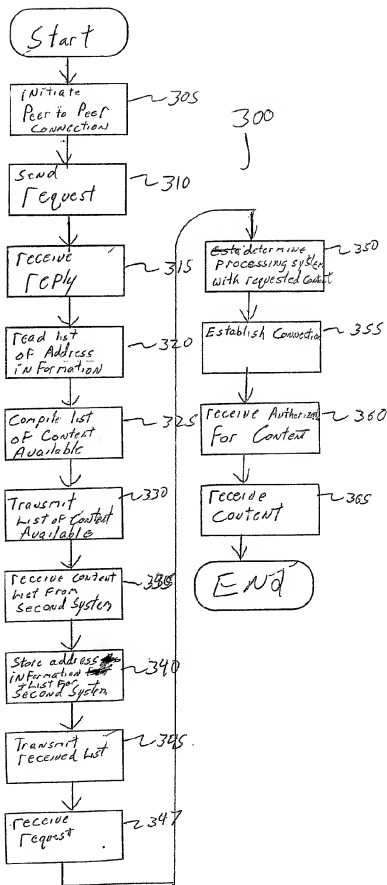 Start
initiate
Peer to Peer
Connection
305
300
Send
request
310
receive
reply
315
read list
of Address
information
320
Compile list
of Content
Available
325
Transmit
List of Content
Available
330
receive content
list From
Second System
Store address
information
+ List For
Second System
340
Transmit
received List
345
receive
request
347
determine
Processing system
with requested Content
350
Establish Connection
355
receive
For Content
360
receive
Content
365
End